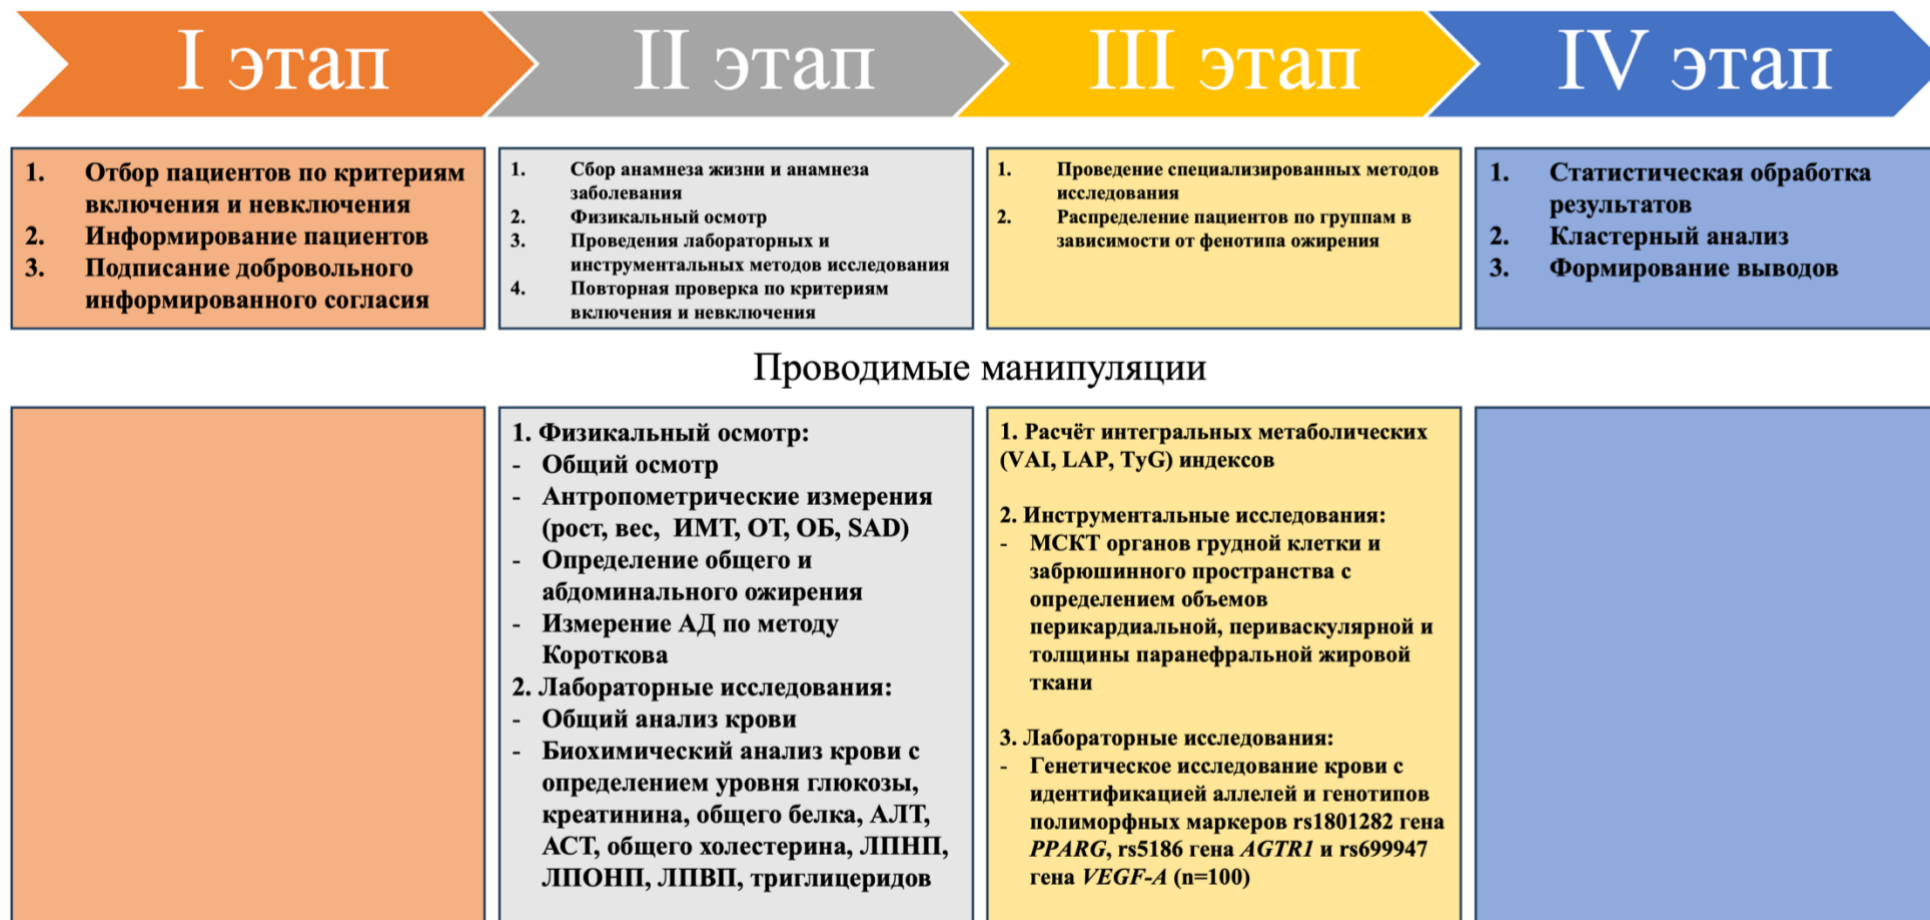 I этап
II этап
III этап
IV этап
1. Отбор пациентов по критериям
включения и невключения
2. Информирование пациентов
3. Подписание добровольного
информированного согласия
1. Сбор анамнеза жизни и анамнеза
заболевания
2. Физикальный осмотр
3. Проведения лабораторных и
инструментальных методов исследования
4. Повторная проверка по критериям
включения и невключения
1. Проведение специализированных методов
исследования
2. Распределение пациентов по группам в
зависимости от фенотипа ожирения
1. Статистическая обработка
результатов
2. Кластерный анализ
3. Формирование выводов
Проводимые манипуляции
1. Физикальный осмотр:
- Общий осмотр
- Антропометрические измерения
(рост, вес, ИМТ, ОТ, ОБ, SAD)
- Определение общего и
абдоминального ожирения
- Измерение АД по методу
Короткова
2. Лабораторные исследования:
- Общий анализ крови
- Биохимический анализ крови с
определением уровня глюкозы,
креатинина, общего белка, АЛТ,
АСТ, общего холестерина, ЛПНП,
ЛПОНП, ЛПВП, триглицеридов
1. Расчёт интегральных метаболических
(VAI, LAP, TyG) индексов
2. Инструментальные исследования:
- МСКТ органов грудной клетки и
забрюшинного пространства с
определением объемов
перикардиальной, периваскулярной и
толщины паранефральной жировой
ткани
3. Лабораторные исследования:
- Генетическое исследование крови с
идентификацией аллелей и генотипов
полиморфных маркеров rs1801282 гена
PPARG, rs5186 гена AGTR1 и rs699947
гена VEGF-A (n=100)